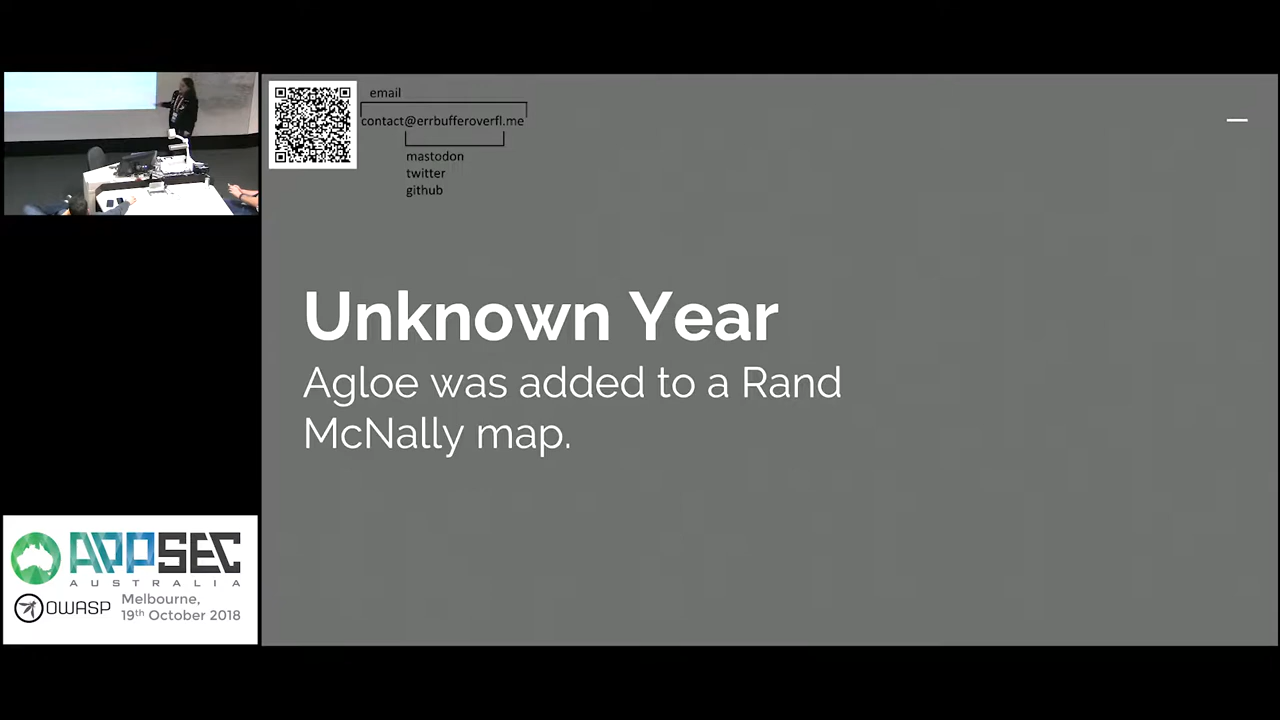 email
contact@errbufferoverfl.me
mastodon
twitter
github
Unknown Year
Agloe was added to a Rand
McNally map.
APPSEC
AUSTRALIA
OWASP
Melbourne,
19th October 2018